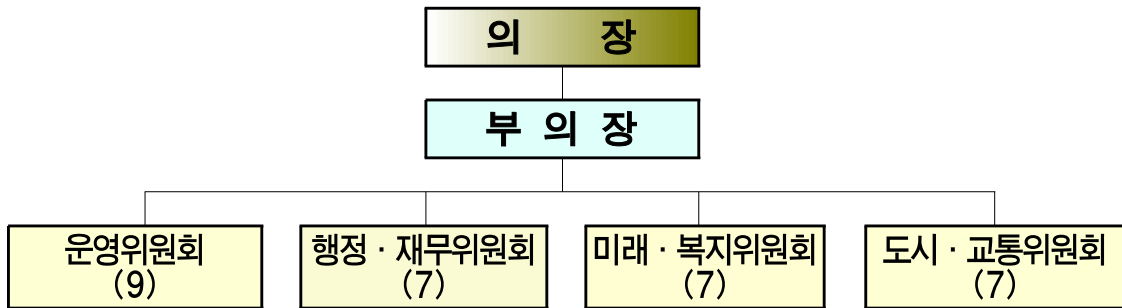 의 장
부 의 장
운영위원회
(9)
행정·재무위원회
(7)
미래·복지위원회
(7)
도시·교통위원회
(7)